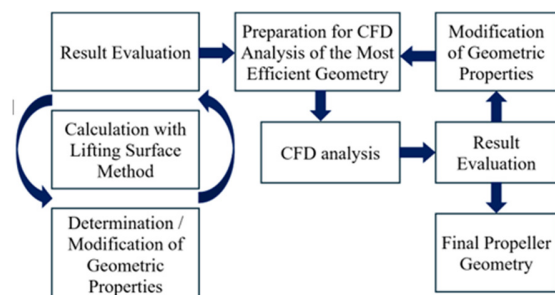 Result Evaluation
Preparation for CFD
Analysis of the Most
Efficient Geometry
Modification
of Geometric
Properties
Calculation with
Lifting Surface
Method
CFD analysis
Result
Evaluation
Determination /
Modification of
Geometric
Properties
Final Propeller
Geometry